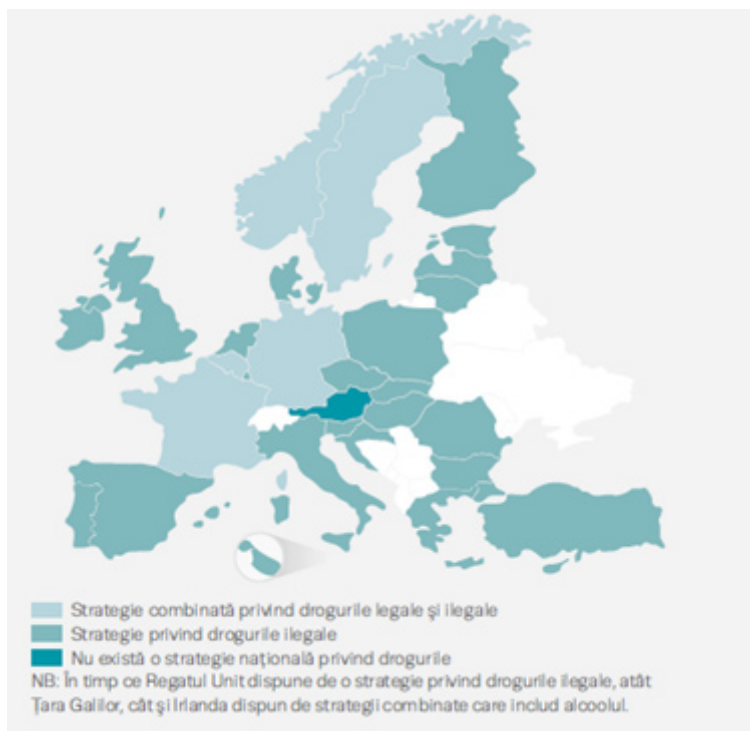 Strategie combinată privind drogurile legale și ilegale
Strategie privind drogurile ilegale
Nu există o strategie națională privind drogurile
NB: În timp ce Regatul Unit dispune de o strategie privind drogurile ilegale, atât
Țara Galilor, cât și Irlanda dispun de strategii combinate care includ alcoolul.